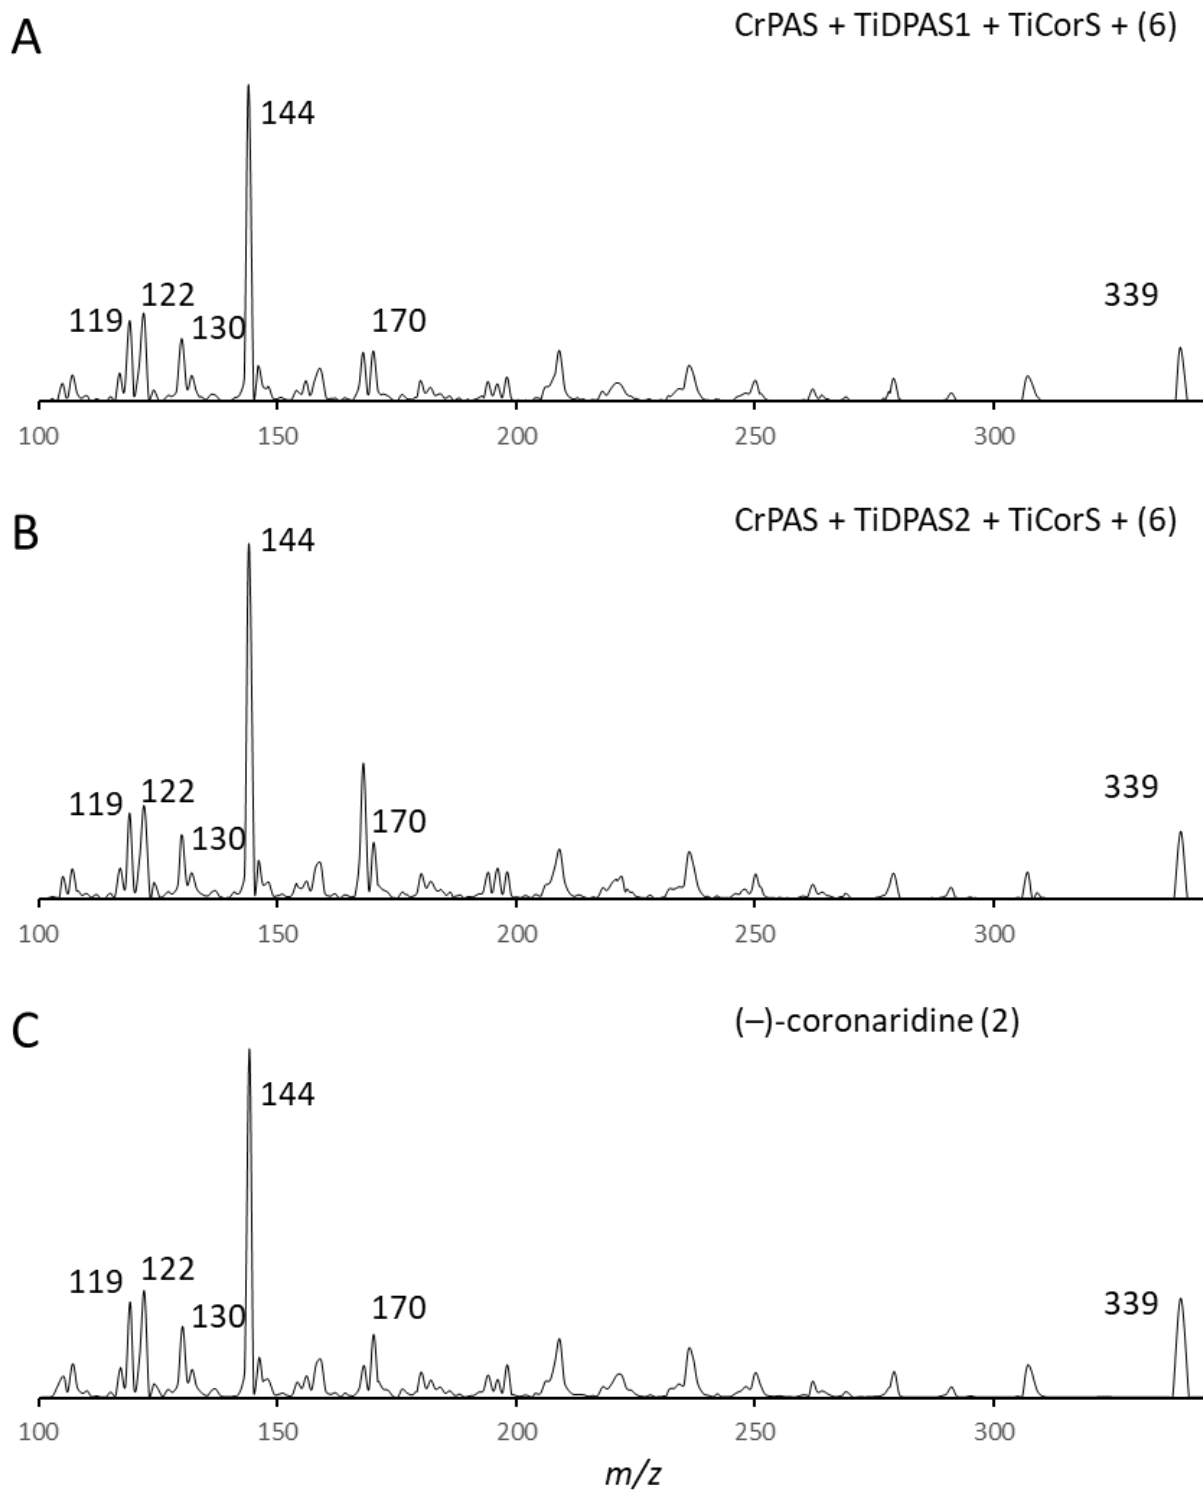 A
CrPAS + TiDPAS1 + TiCorS + (6)
144
122
119
130
170
339
100 150 200 250 300
B
CrPAS + TiDPAS2 + TiCorS + (6)
144
122
119
130
170
339
100 150 200 250 300
C
(–)-coronaridine (2)
144
122
119
130
170
339
100 150 200 250 300
m/z